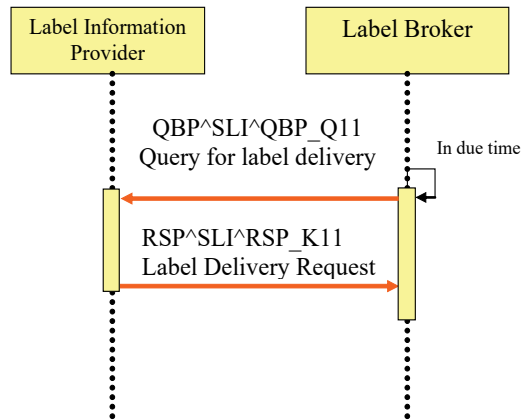 Label Information
Provider
Label Broker
QBP^SLI^QBP_Q11
Query for label delivery
In due time
RSP^SLI^RSP_K11
Label Delivery Request